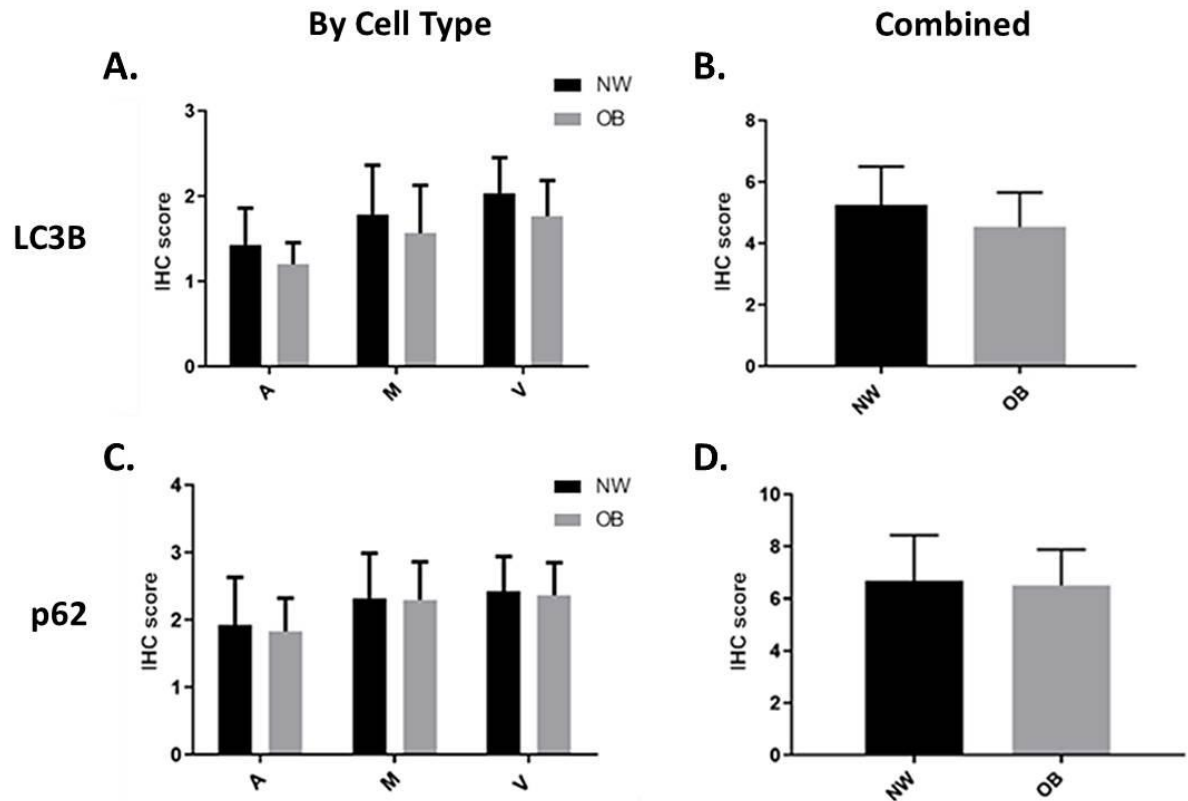 By Cell Type
Combined
A.
NW
OB
LC3B
IHC score
3
2
1
0
A
M
V
B.
IHC score
8
6
4
2
0
NW
OB
C.
NW
OB
p62
IHC score
4
3
2
1
0
A
M
V
D.
IHC score
10
8
6
4
2
0
NW
OB